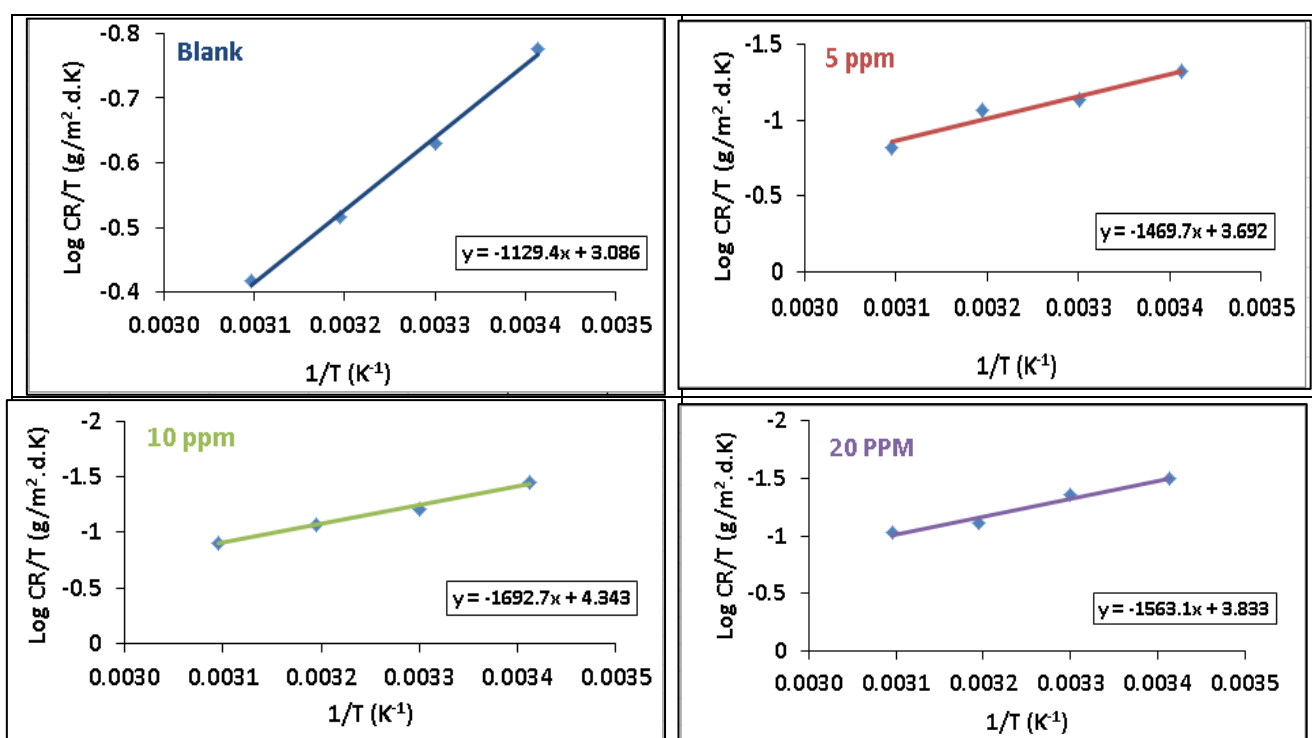 Blank
Log CR/T (g/m².d.K)
-0.8
-0.7
-0.6
-0.5
-0.4
y = -1129.4x + 3.086
0.0030 0.0031 0.0032 0.0033 0.0034 0.0035
1/T (K⁻¹)
5 ppm
Log CR/T (g/m².d.K)
-1.5
-1
-0.5
0
y = -1469.7x + 3.692
0.0030 0.0031 0.0032 0.0033 0.0034 0.0035
1/T (K⁻¹)
10 ppm
Log CR/T (g/m².d.K)
-2
-1.5
-1
-0.5
0
y = -1692.7x + 4.343
0.0030 0.0031 0.0032 0.0033 0.0034 0.0035
1/T (K⁻¹)
20 PPM
Log CR/T (g/m².d.K)
-2
-1.5
-1
-0.5
0
y = -1563.1x + 3.833
0.0030 0.0031 0.0032 0.0033 0.0034 0.0035
1/T (K⁻¹)